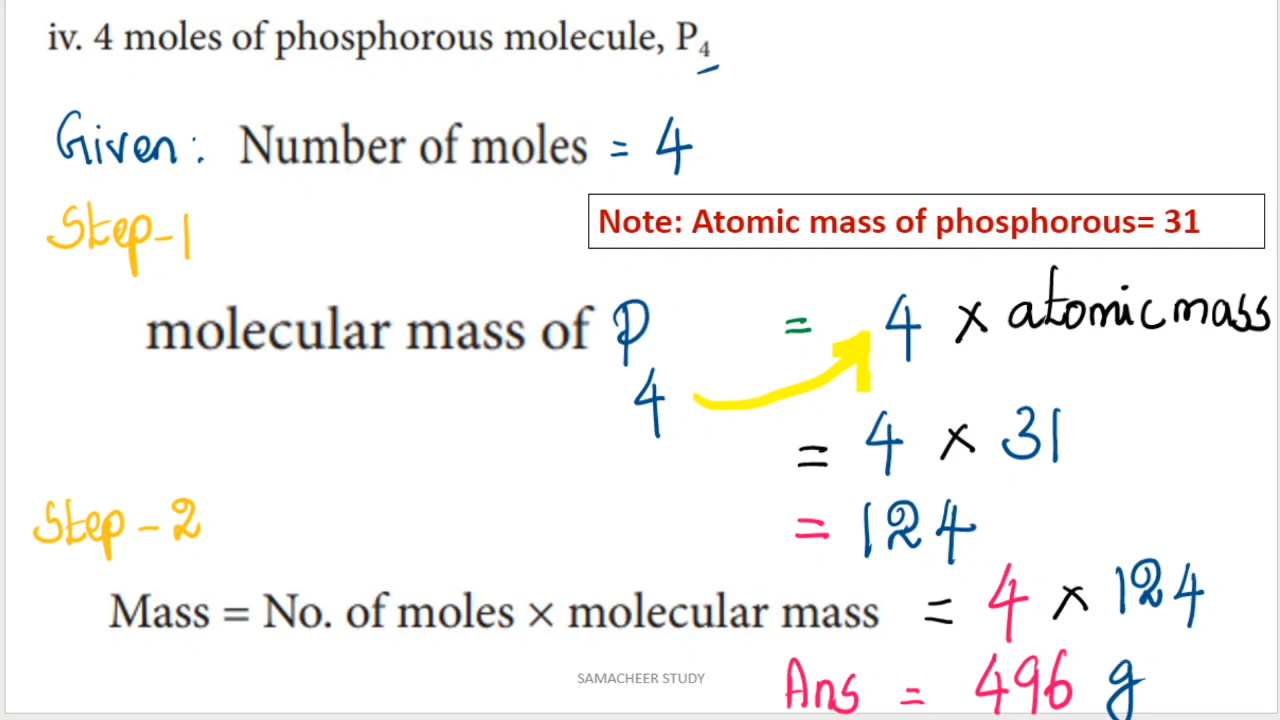 iv. 4 moles of phosphorous molecule, P₄
Given: Number of moles = 4
Step-1
Note: Atomic mass of phosphorous= 31
molecular mass of P₄ = 4 × atomic mass
= 4 × 31
= 124
Step-2
Mass = No. of moles × molecular mass = 4 × 124
Ans = 496 g
SAMACHEER STUDY